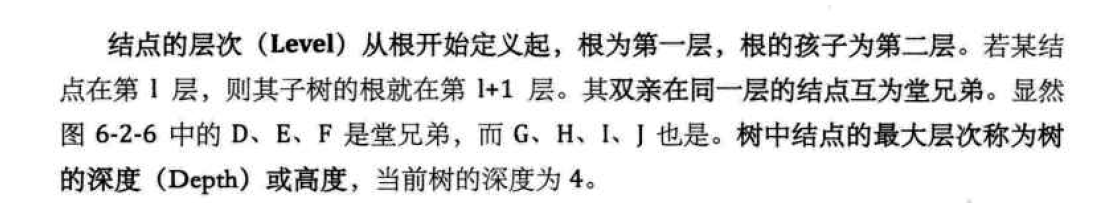 结点的层次（Level）从根开始定义起，根为第一层，根的孩子为第二层。若某结
点在第 l 层，则其子树的根就在第 l+1 层。其双亲在同一层的结点互为堂兄弟。显然
图 6-2-6 中的 D、E、F 是堂兄弟，而 G、H、I、J 也是。树中结点的最大层次称为树
的深度（Depth）或高度，当前树的深度为 4。